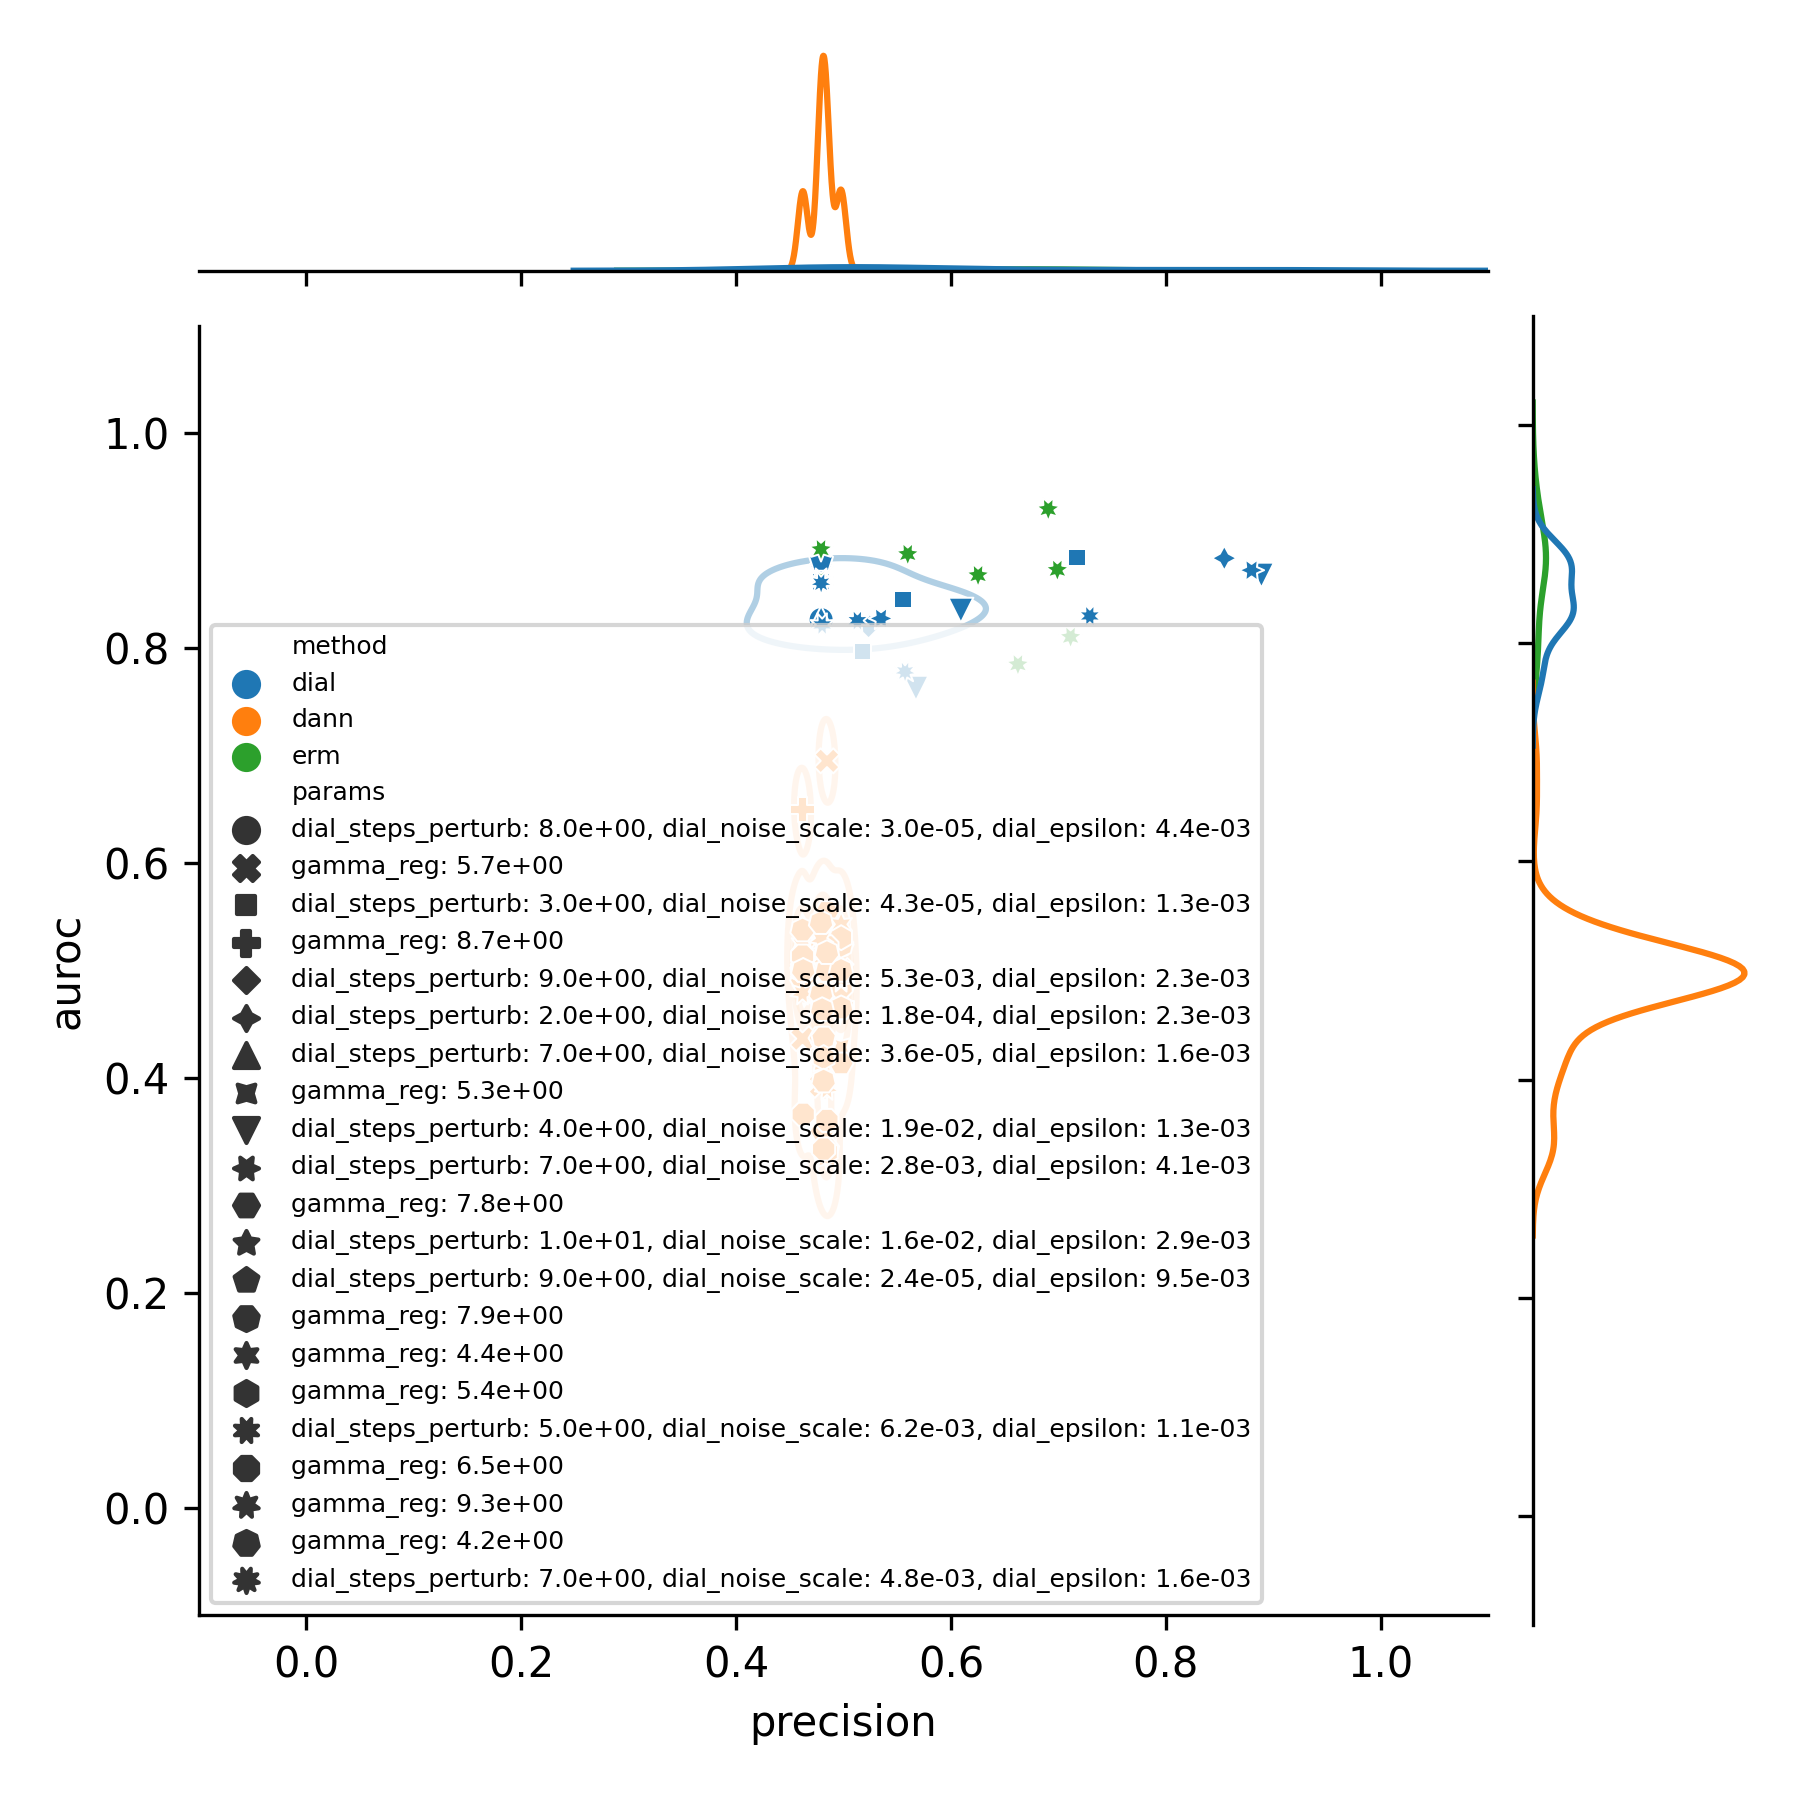 1.0
0.8
0.6
0.4
0.2
0.0
auroc
method
dial
dann
erm
params
dial_steps_perturb: 8.0e+00, dial_noise_scale: 3.0e-05, dial_epsilon: 4.4e-03
gamma_reg: 5.7e+00
dial_steps_perturb: 3.0e+00, dial_noise_scale: 4.3e-05, dial_epsilon: 1.3e-03
gamma_reg: 8.7e+00
dial_steps_perturb: 9.0e+00, dial_noise_scale: 5.3e-03, dial_epsilon: 2.3e-03
dial_steps_perturb: 2.0e+00, dial_noise_scale: 1.8e-04, dial_epsilon: 2.3e-03
dial_steps_perturb: 7.0e+00, dial_noise_scale: 3.6e-05, dial_epsilon: 1.6e-03
gamma_reg: 5.3e+00
dial_steps_perturb: 4.0e+00, dial_noise_scale: 1.9e-02, dial_epsilon: 1.3e-03
dial_steps_perturb: 7.0e+00, dial_noise_scale: 2.8e-03, dial_epsilon: 4.1e-03
gamma_reg: 7.8e+00
dial_steps_perturb: 1.0e+01, dial_noise_scale: 1.6e-02, dial_epsilon: 2.9e-03
dial_steps_perturb: 9.0e+00, dial_noise_scale: 2.4e-05, dial_epsilon: 9.5e-03
gamma_reg: 7.9e+00
gamma_reg: 4.4e+00
gamma_reg: 5.4e+00
dial_steps_perturb: 5.0e+00, dial_noise_scale: 6.2e-03, dial_epsilon: 1.1e-03
gamma_reg: 6.5e+00
gamma_reg: 9.3e+00
gamma_reg: 4.2e+00
dial_steps_perturb: 7.0e+00, dial_noise_scale: 4.8e-03, dial_epsilon: 1.6e-03
0.0 0.2 0.4 0.6 0.8 1.0
precision